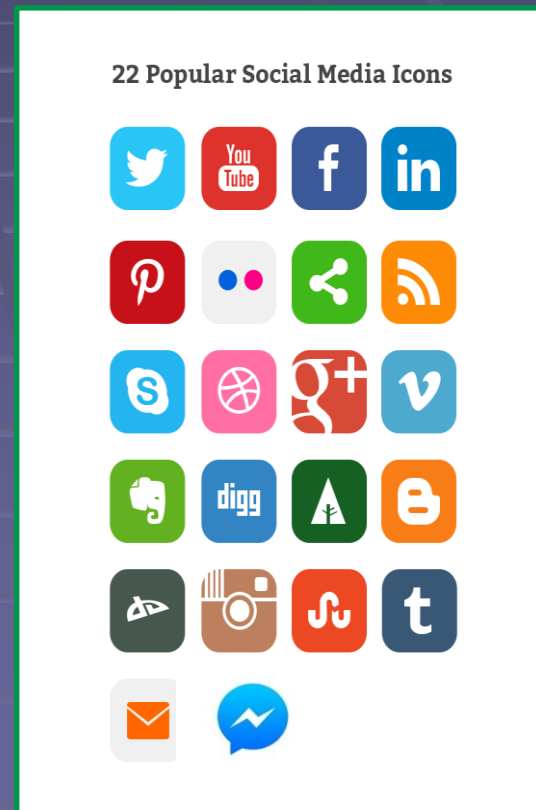 22 Popular Social Media Icons
You
Tube
f
in
S
g+
digg
t